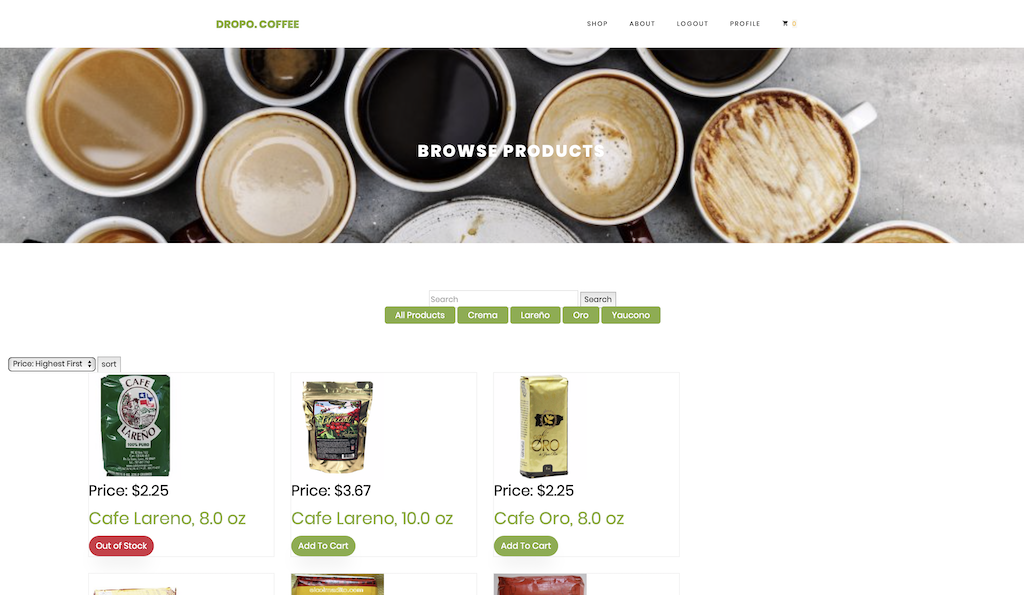 DROPO. COFFEE
SHOP ABOUT LOGOUT PROFILE 0
BROWSE PRODUCTS
Search Search
All Products Crema Lareño Oro Yaucono
Price: Highest First sort
CAFE
LAREÑO
100% PURO
Especial
ORO
Price: $2.25 Price: $3.67 Price: $2.25
Cafe Lareno, 8.0 oz Cafe Lareno, 10.0 oz Cafe Oro, 8.0 oz
Out of Stock Add To Cart Add To Cart